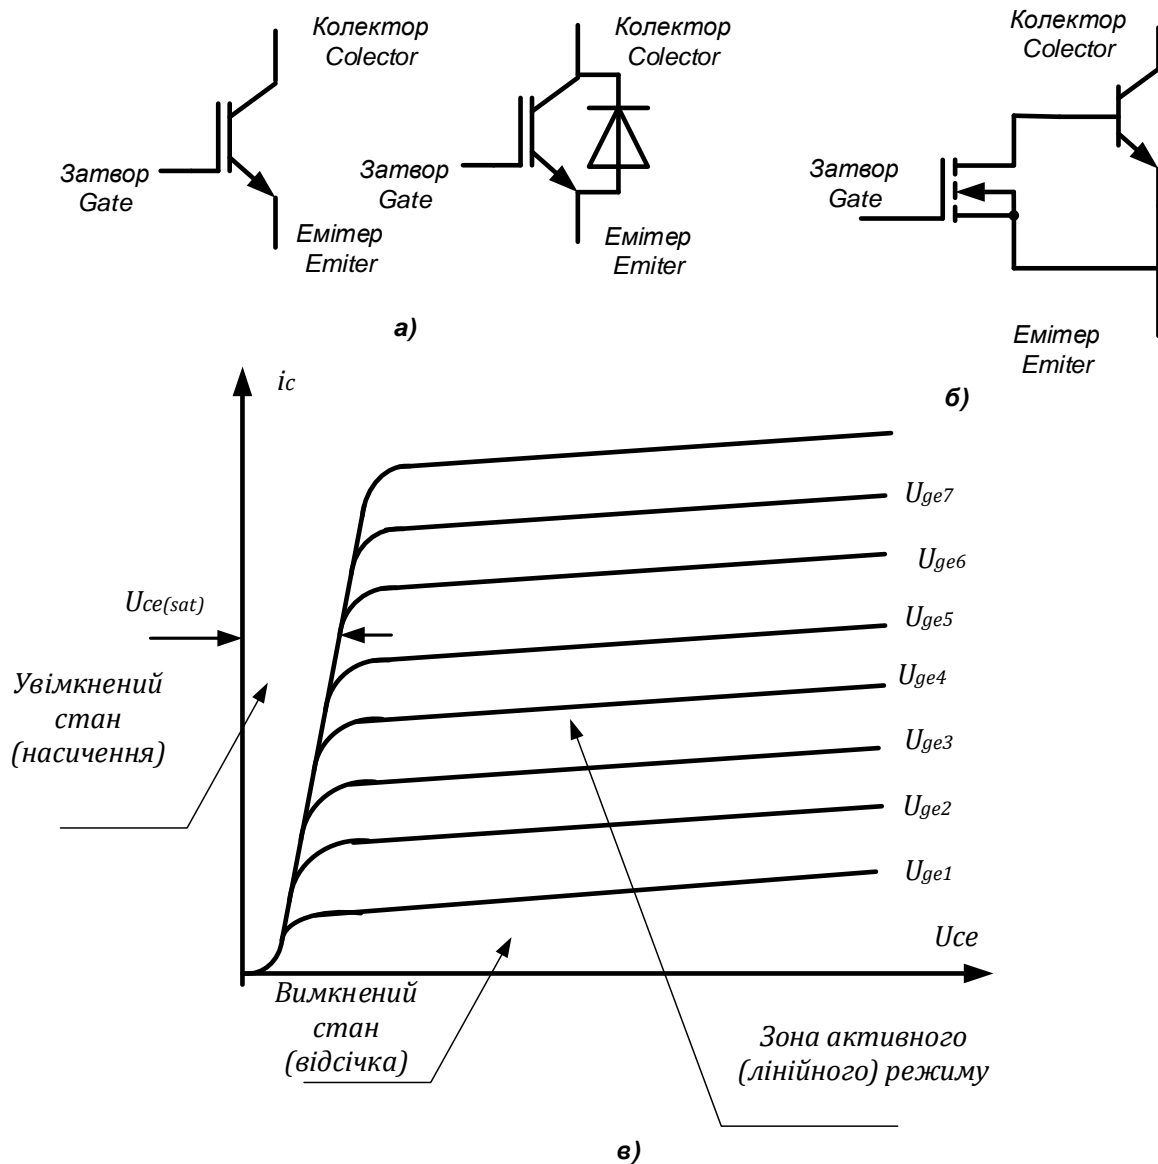 Колектор
Colector
Затвор
Gate
Емітер
Emiter
Колектор
Colector
Затвор
Gate
Емітер
Emiter
а)
Колектор
Colector
Затвор
Gate
Емітер
Emiter
б)
ic
Uge7
Uge6
Uge5
Uge4
Uge3
Uge2
Uge1
Uce(sat)
Увімкнений
стан
(насичення)
Uce
Вимкнений
стан
(відсічка)
Зона активного
(лінійного) режиму
в)